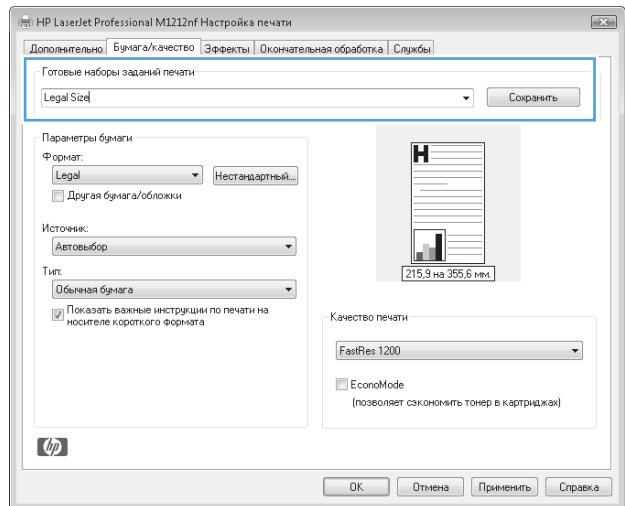 HP LaserJet Professional M1212nf Настройка печати
Дополнительно Бумага/качество Эффекты Окончательная обработка Службы
Готовые наборы заданий печати
Legal Size
Сохранить
Параметры бумаги
Формат:
Legal
Нестандартный...
Другая бумага/обложки
Источник:
Автовыбор
Тип:
Обычная бумага
Показать важные инструкции по печати на
носителе короткого формата
H
215,9 на 355,6 мм.
Качество печати
FastRes 1200
EconoMode
(позволяет сэкономить тонер в картриджах)
hp
OK Отмена Применить Справка